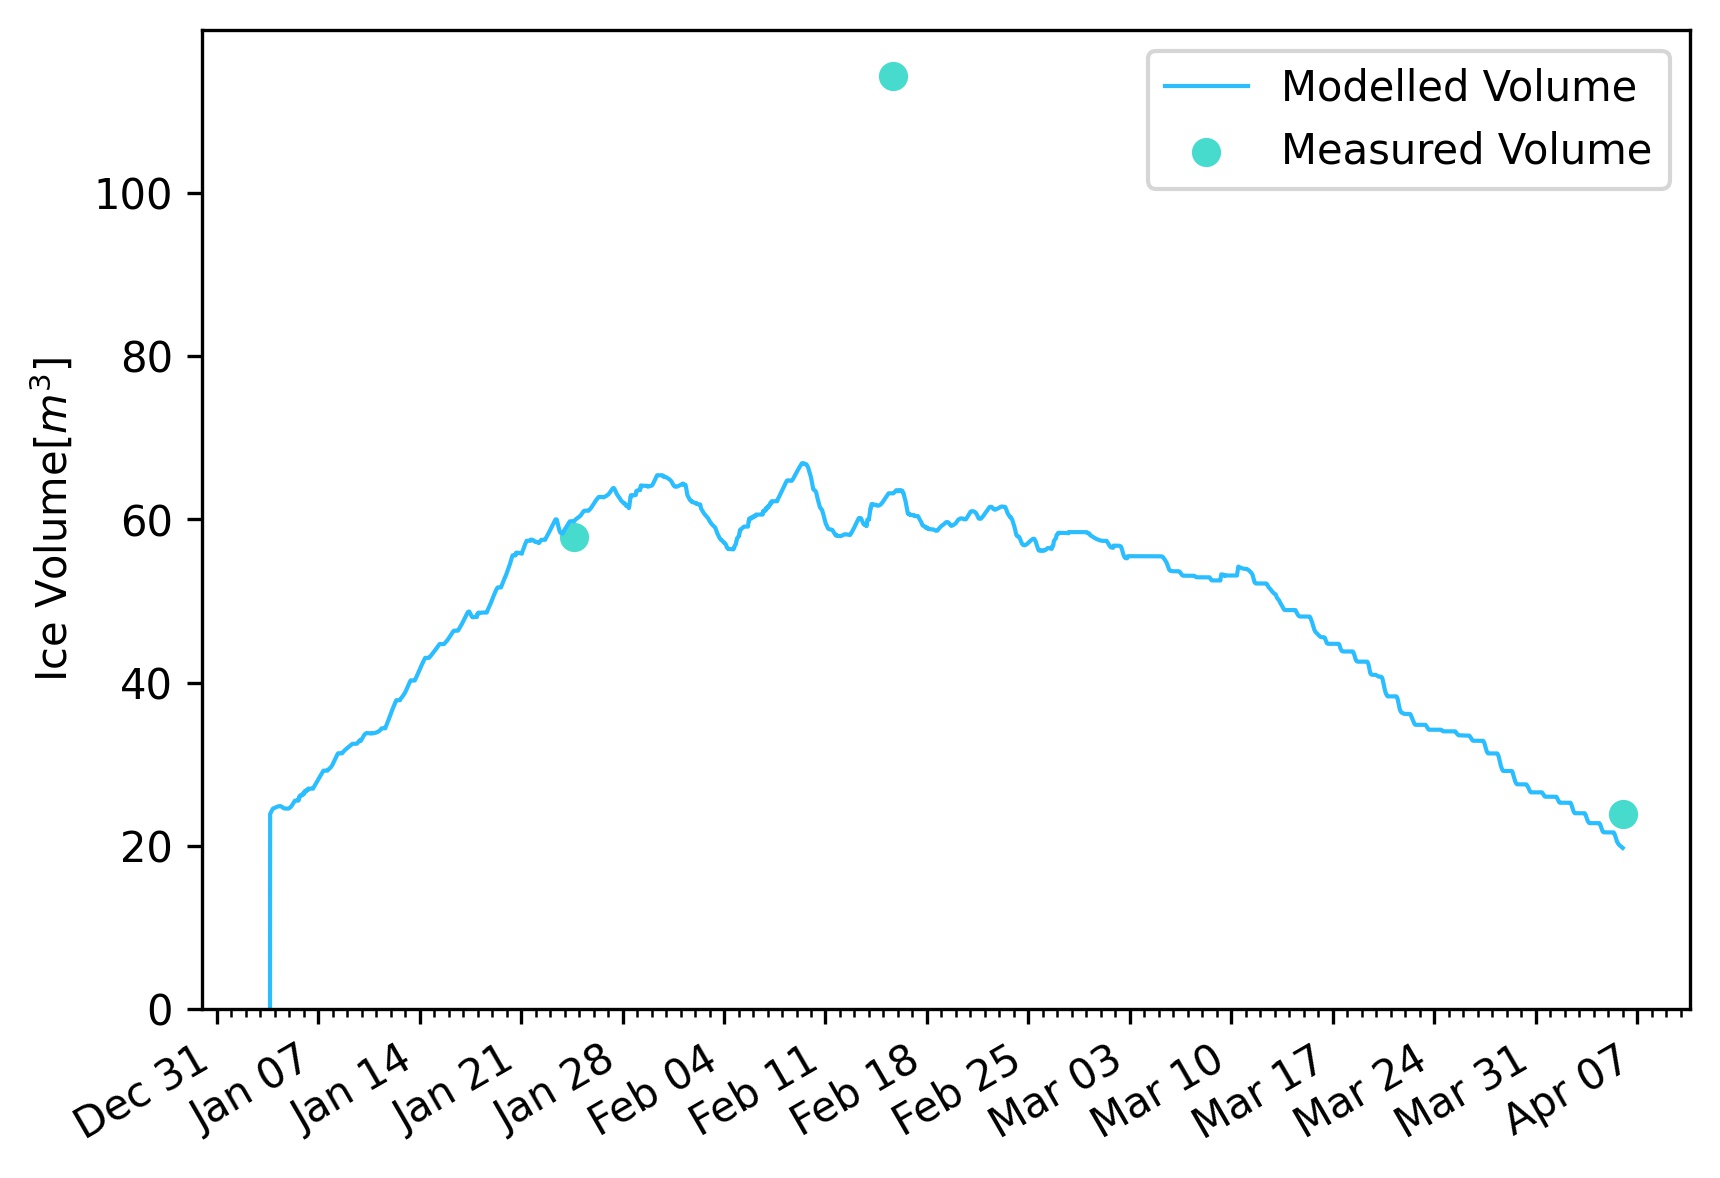 Modelled Volume
Measured Volume
Ice Volume[m³]
100
80
60
40
20
0
Dec 31
Jan 07
Jan 14
Jan 21
Jan 28
Feb 04
Feb 11
Feb 18
Feb 25
Mar 03
Mar 10
Mar 17
Mar 24
Mar 31
Apr 07